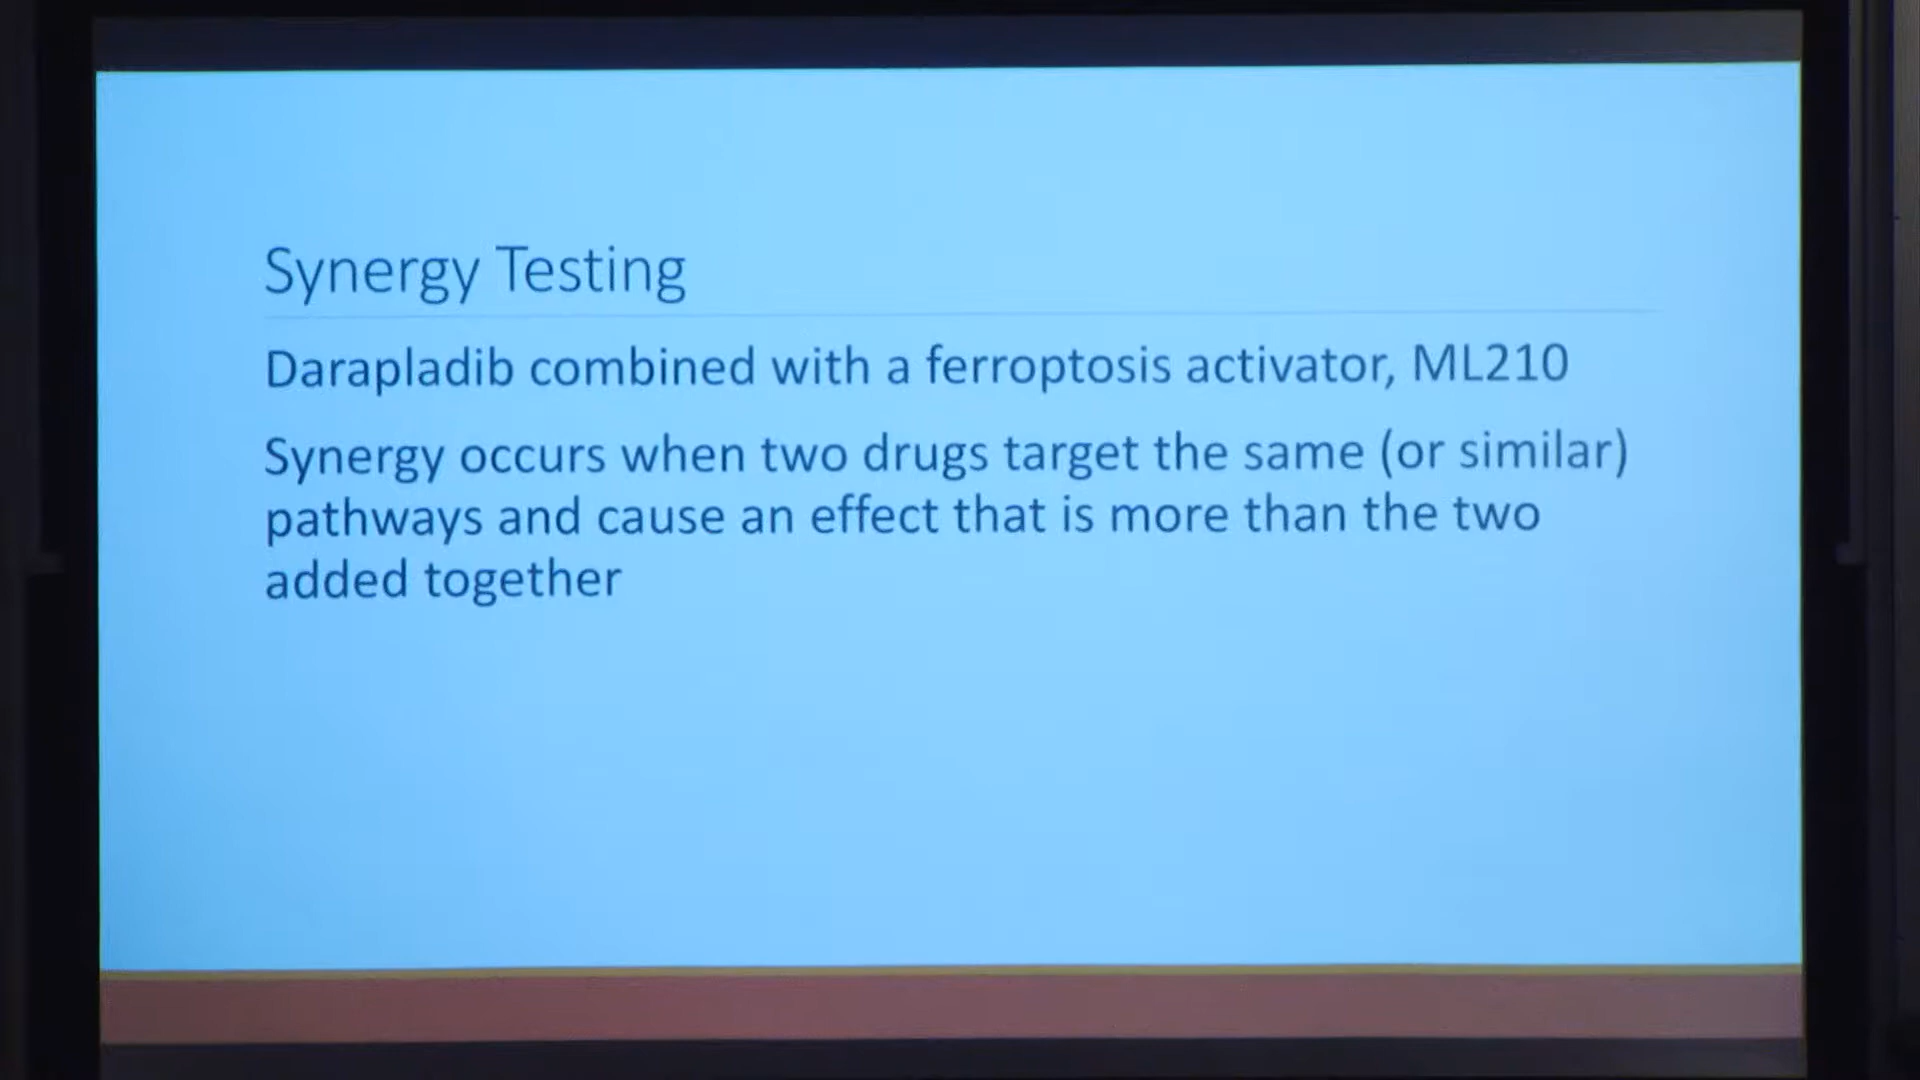 Synergy Testing
Darapladib combined with a ferroptosis activator, ML210
Synergy occurs when two drugs target the same (or similar)
pathways and cause an effect that is more than the two
added together